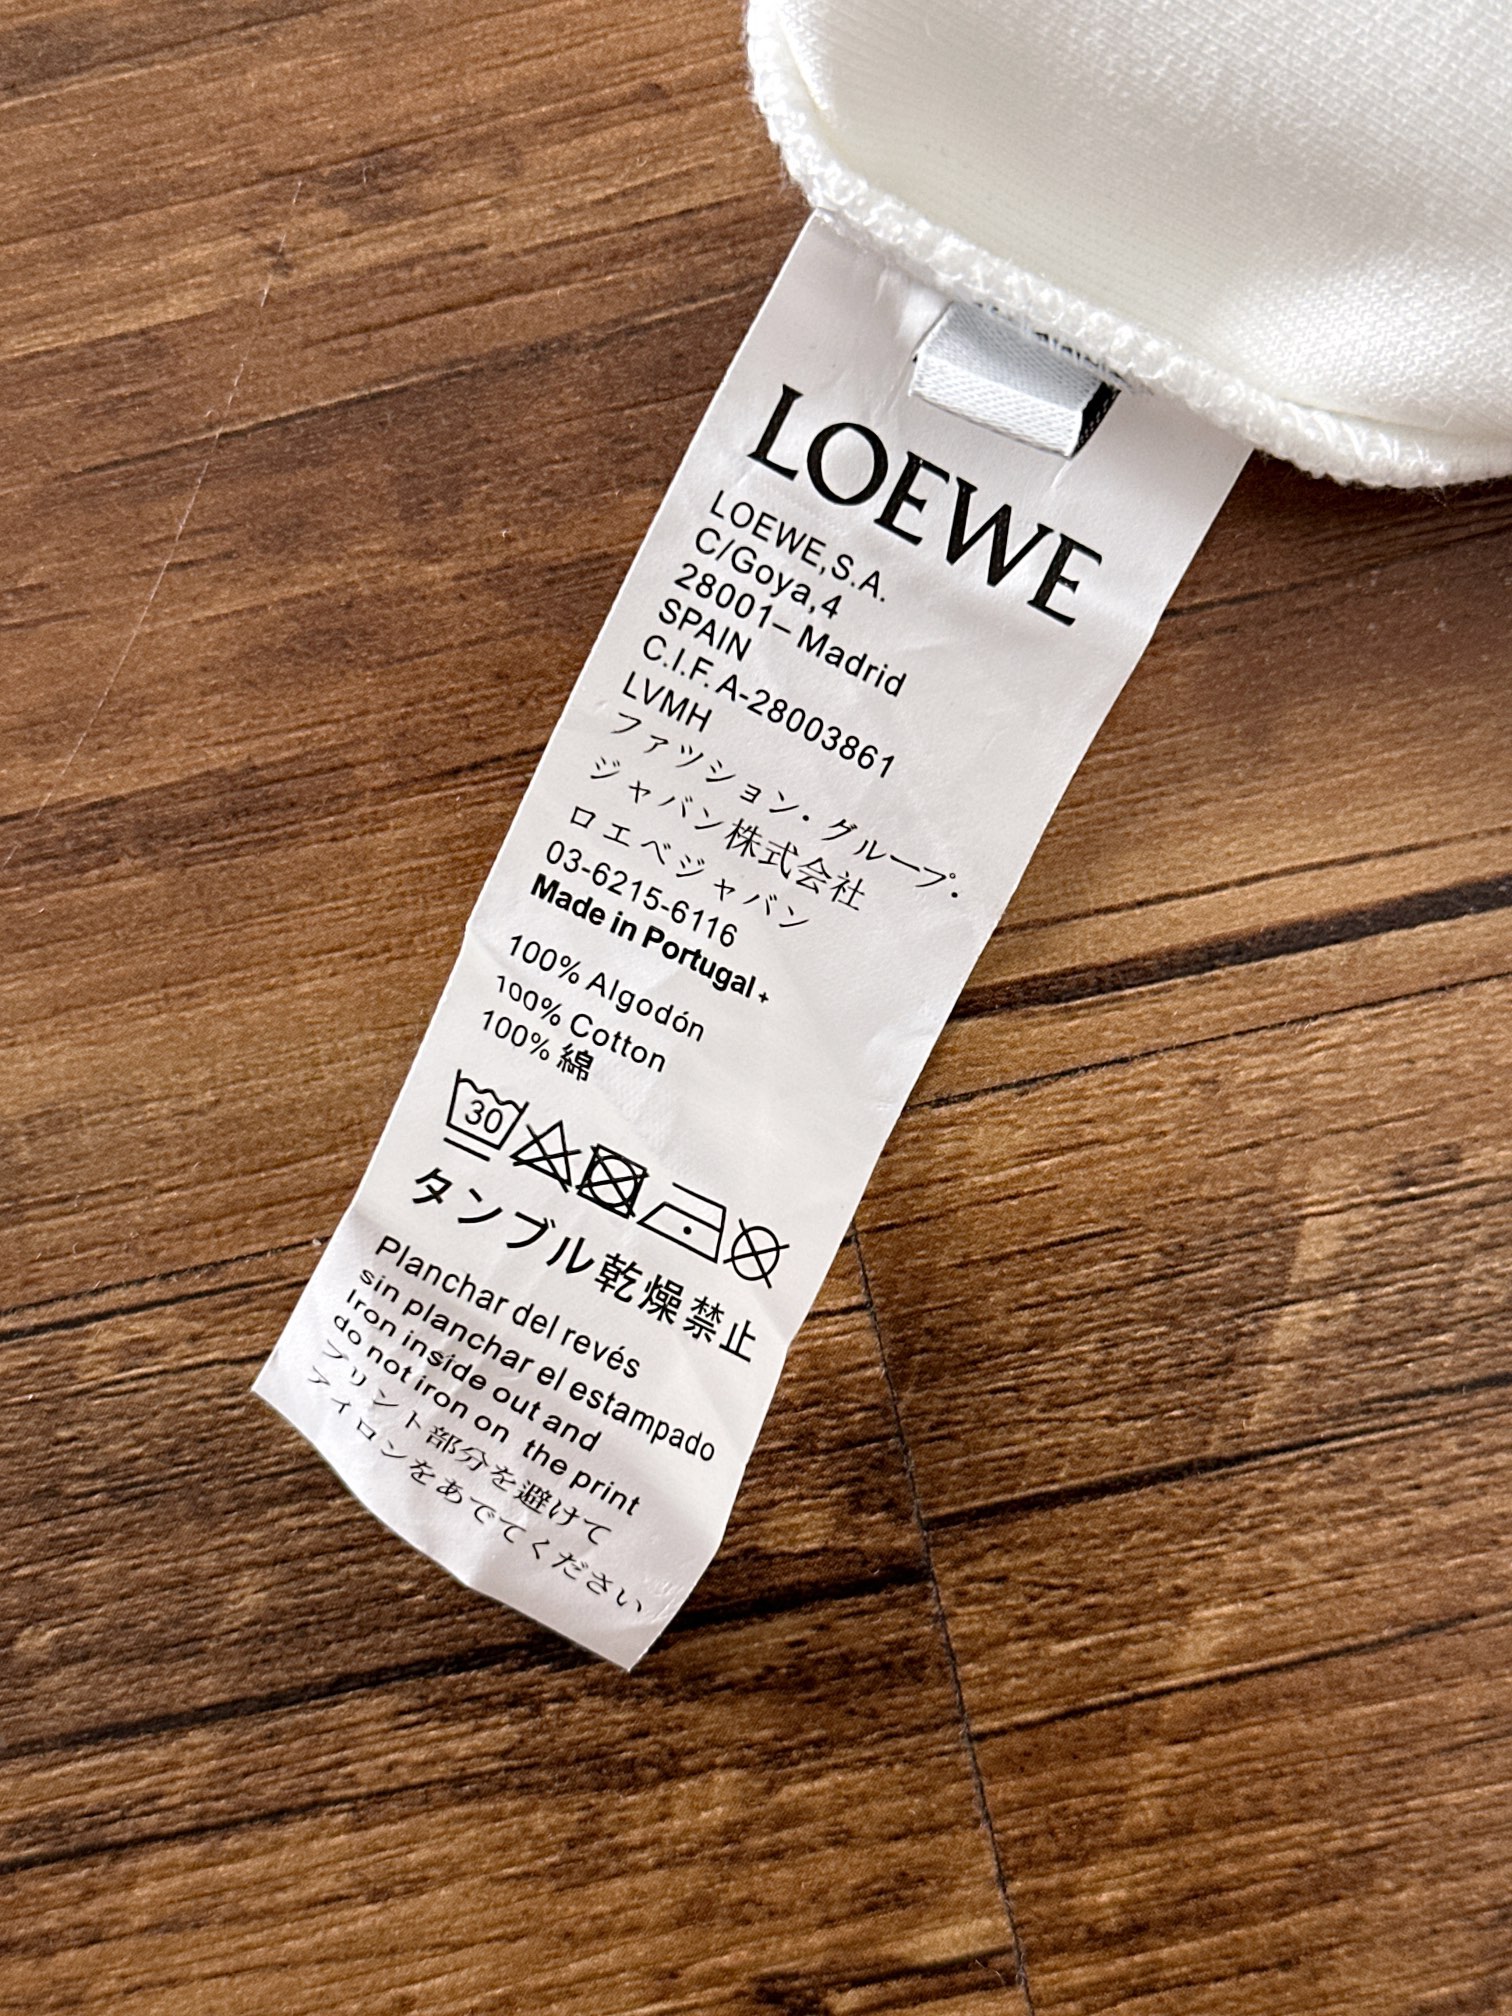 LOEWE
LOEWE,S.A.
C/Goya,4
28001– Madrid
SPAIN
C.I.F. A-28003861
LVMH
ファツション・グループ・
ジャバン株式会社
ロエベジャバン
03-6215-6116
Made in Portugal
100% Algodón
100% Cotton
100% 綿
30
タンブル乾燥禁止
Planchar del revés
sin planchar el estampado
Iron inside out and
do not iron on the print
プリント部分を避けて
アイロンをあでてください